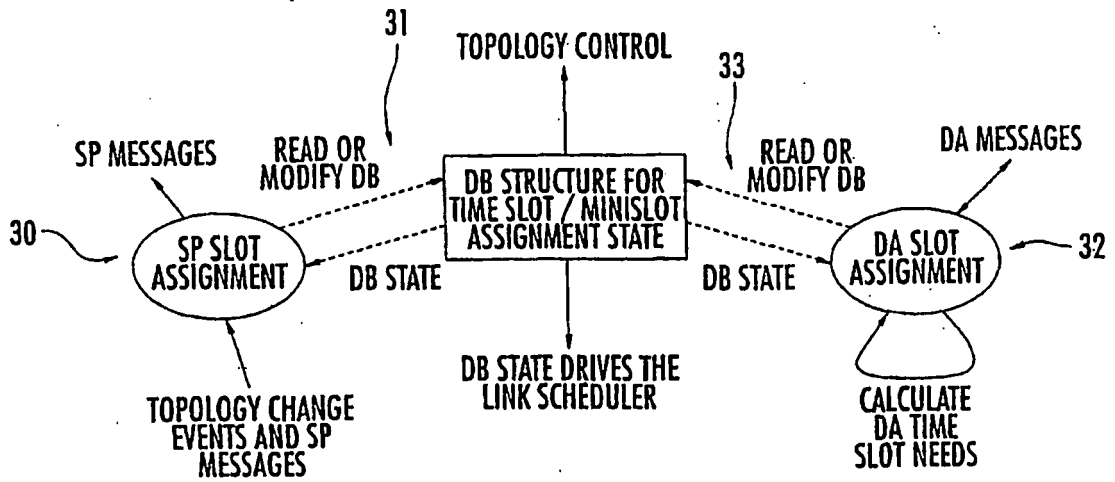 31
TOPOLOGY CONTROL
33
SP MESSAGES
READ OR
MODIFY DB
READ OR
MODIFY DB
DA MESSAGES
DB STRUCTURE FOR
TIME SLOT / MINISLOT
ASSIGNMENT STATE
30
SP SLOT
ASSIGNMENT
DA SLOT
ASSIGNMENT
32
DB STATE
DB STATE
DB STATE DRIVES THE
LINK SCHEDULER
TOPOLOGY CHANGE
EVENTS AND SP
MESSAGES
CALCULATE
DA TIME
SLOT NEEDS